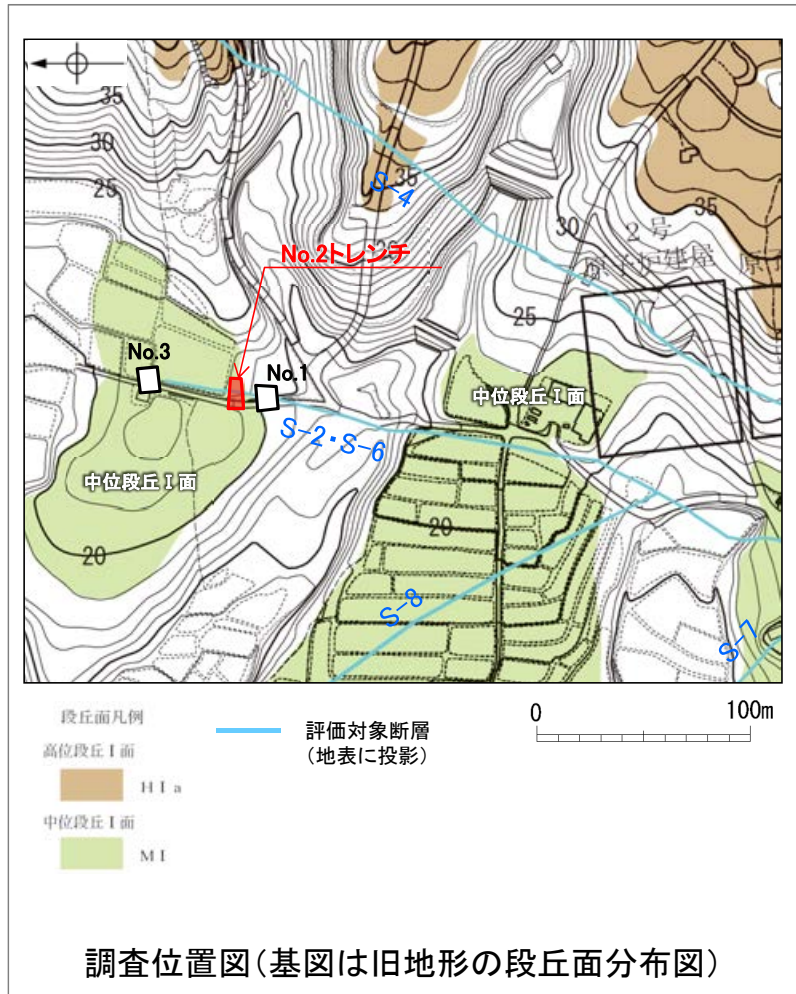 35
30
25
S-4
35
25
35
30
2号
原子炉建屋
原子
25
No.2トレンチ
No.3
No.1
中位段丘Ⅰ面
S-2・S-6
中位段丘Ⅰ面
20
20
S-8
S-7
段丘面凡例
高位段丘Ⅰ面
HⅠa
中位段丘Ⅰ面
MⅠ
評価対象断層
(地表に投影)
0
100m
調査位置図(基図は旧地形の段丘面分布図)